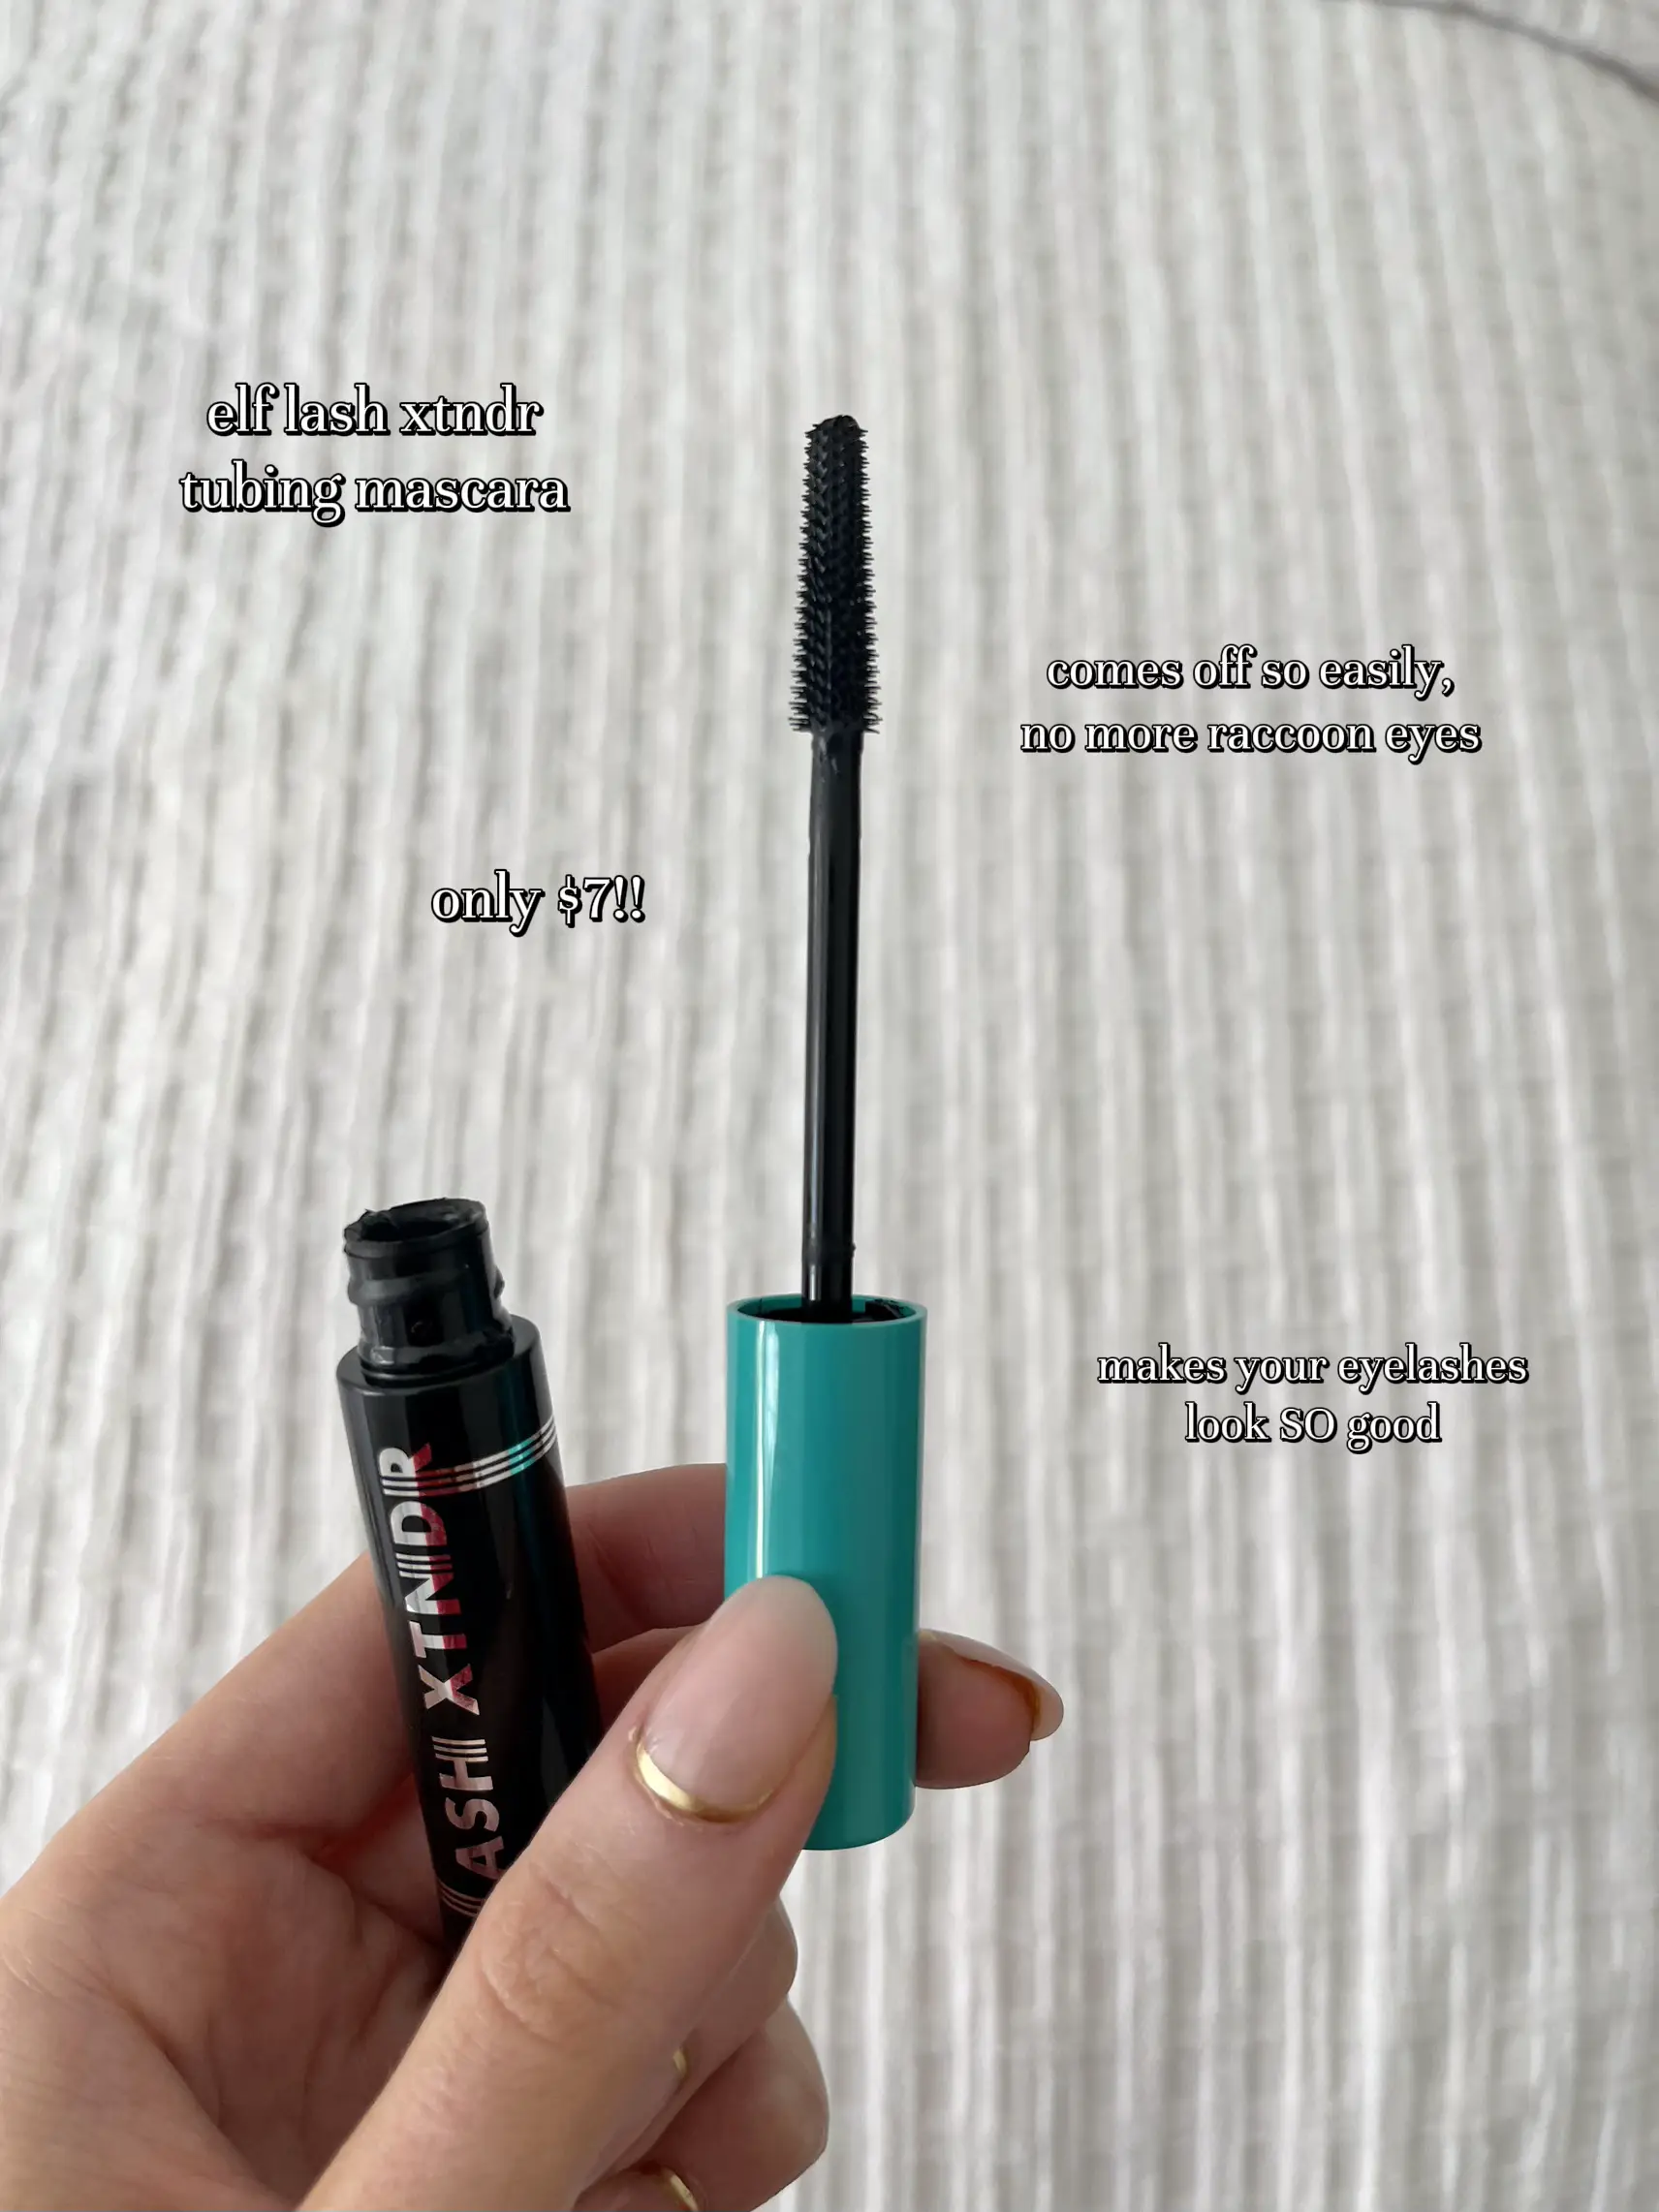 elf lash xtndr
tubing mascara
comes off so easily,
no more raccoon eyes
only $7!!
makes your eyelashes
look SO good
LASH XTNDR